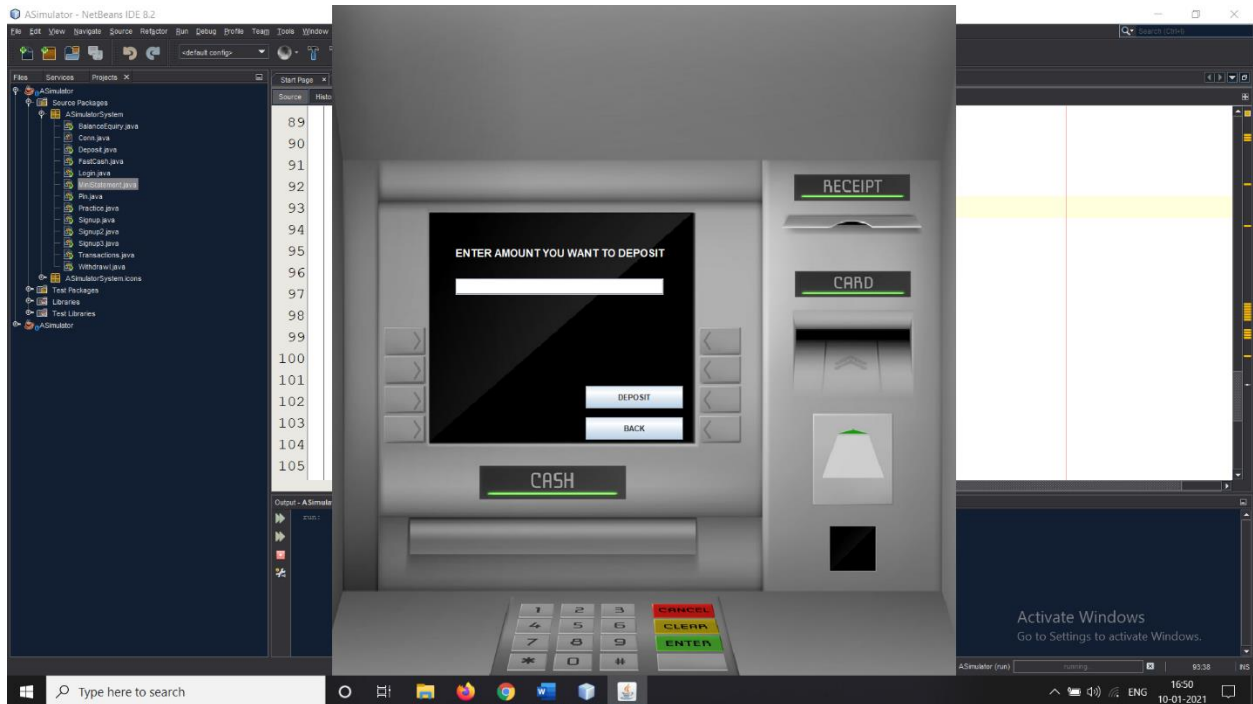 ASimulator - NetBeans IDE 8.2
File Edit View Navigate Source Refactor Run Debug Profile Team Tools Window
Search (Ctrl+I)
<default config>
Files Services Projects
Start Page
ASimulator
Source Packages
Source Histo
ASimulatorSystem
BalanceEquiry.java
Conn.java
Deposit.java
FastCash.java
Login.java
MiniStatement.java
Pin.java
Practice.java
Signup.java
Signup2.java
Signup3.java
Transactions.java
Withdrawl.java
ASimulatorSystem.icons
Test Packages
Libraries
Test Libraries
ASimulator
89
90
91
92
93
94
95
96
97
98
99
100
101
102
103
104
105
RECEIPT
ENTER AMOUNT YOU WANT TO DEPOSIT
CARD
DEPOSIT
BACK
CASH
Output - ASimula
run:
1 2 3 CANCEL
4 5 6 CLEAR
7 8 9 ENTER
* 0 #
Activate Windows
Go to Settings to activate Windows.
ASimulator (run) running... 93:38 INS
Type here to search
ENG
16:50
10-01-2021